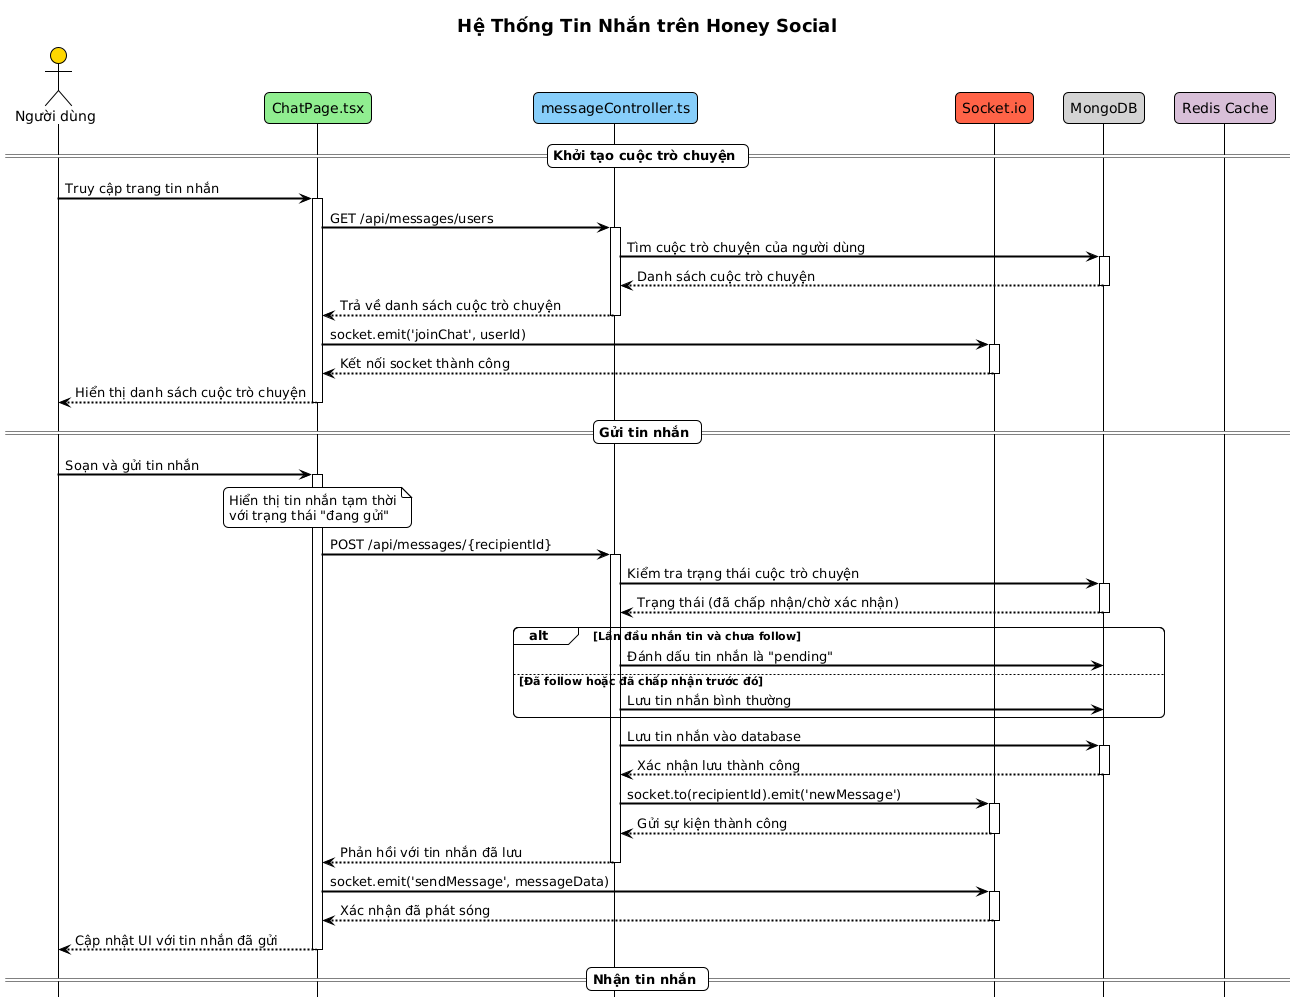 Hệ Thống Tin Nhắn trên Honey Social
Người dùng
ChatPage.tsx
messageController.ts
Socket.io
MongoDB
Redis Cache
Khởi tạo cuộc trò chuyện
Truy cập trang tin nhắn
GET /api/messages/users
Tìm cuộc trò chuyện của người dùng
Danh sách cuộc trò chuyện
Trả về danh sách cuộc trò chuyện
socket.emit('joinChat', userId)
Kết nối socket thành công
Hiển thị danh sách cuộc trò chuyện
Gửi tin nhắn
Soạn và gửi tin nhắn
Hiển thị tin nhắn tạm thời
với trạng thái "đang gửi"
POST /api/messages/{recipientId}
Kiểm tra trạng thái cuộc trò chuyện
Trạng thái (đã chấp nhận/chờ xác nhận)
alt
[Lần đầu nhắn tin và chưa follow]
Đánh dấu tin nhắn là "pending"
[Đã follow hoặc đã chấp nhận trước đó]
Lưu tin nhắn bình thường
Lưu tin nhắn vào database
Xác nhận lưu thành công
socket.to(recipientId).emit('newMessage')
Gửi sự kiện thành công
Phản hồi với tin nhắn đã lưu
socket.emit('sendMessage', messageData)
Xác nhận đã phát sóng
Cập nhật UI với tin nhắn đã gửi
Nhận tin nhắn